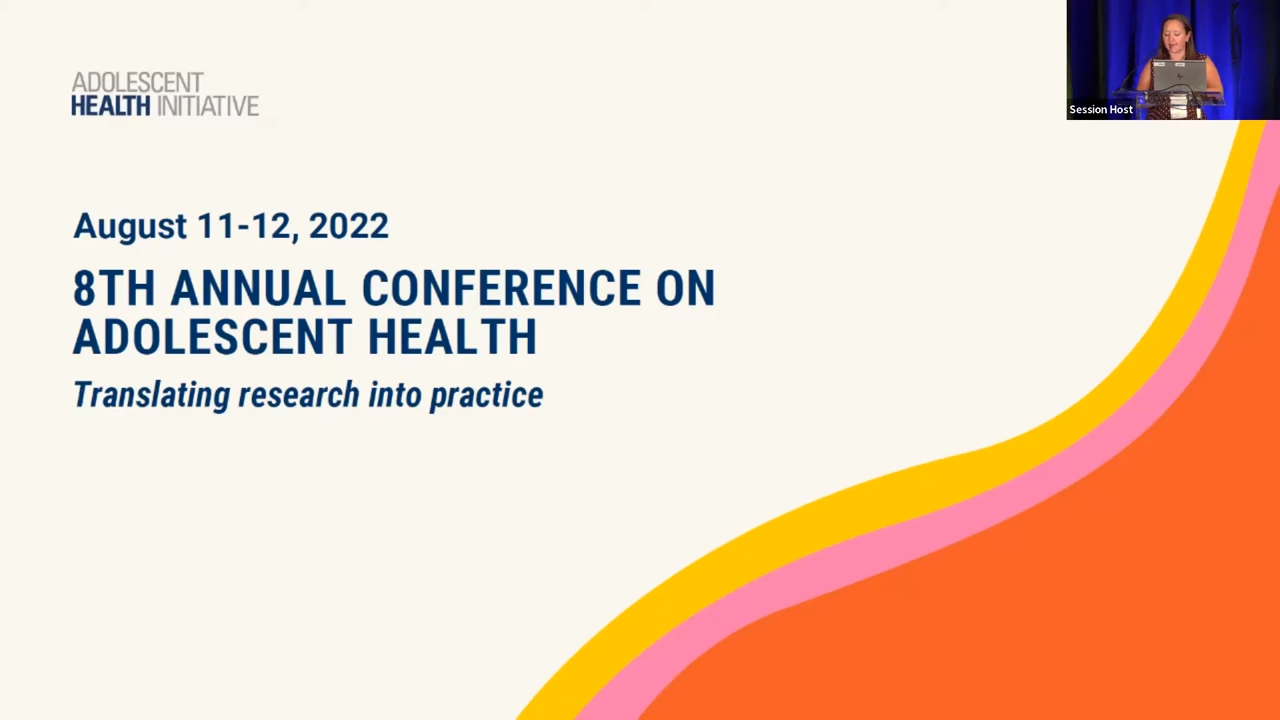 ADOLESCENT
HEALTH INITIATIVE
Session Host
August 11-12, 2022
8TH ANNUAL CONFERENCE ON
ADOLESCENT HEALTH
Translating research into practice